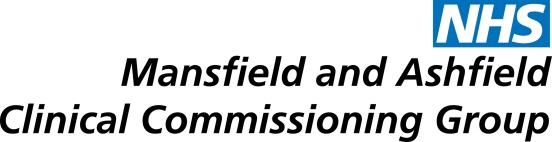 NHS
Mansfield and Ashfield
Clinical Commissioning Group